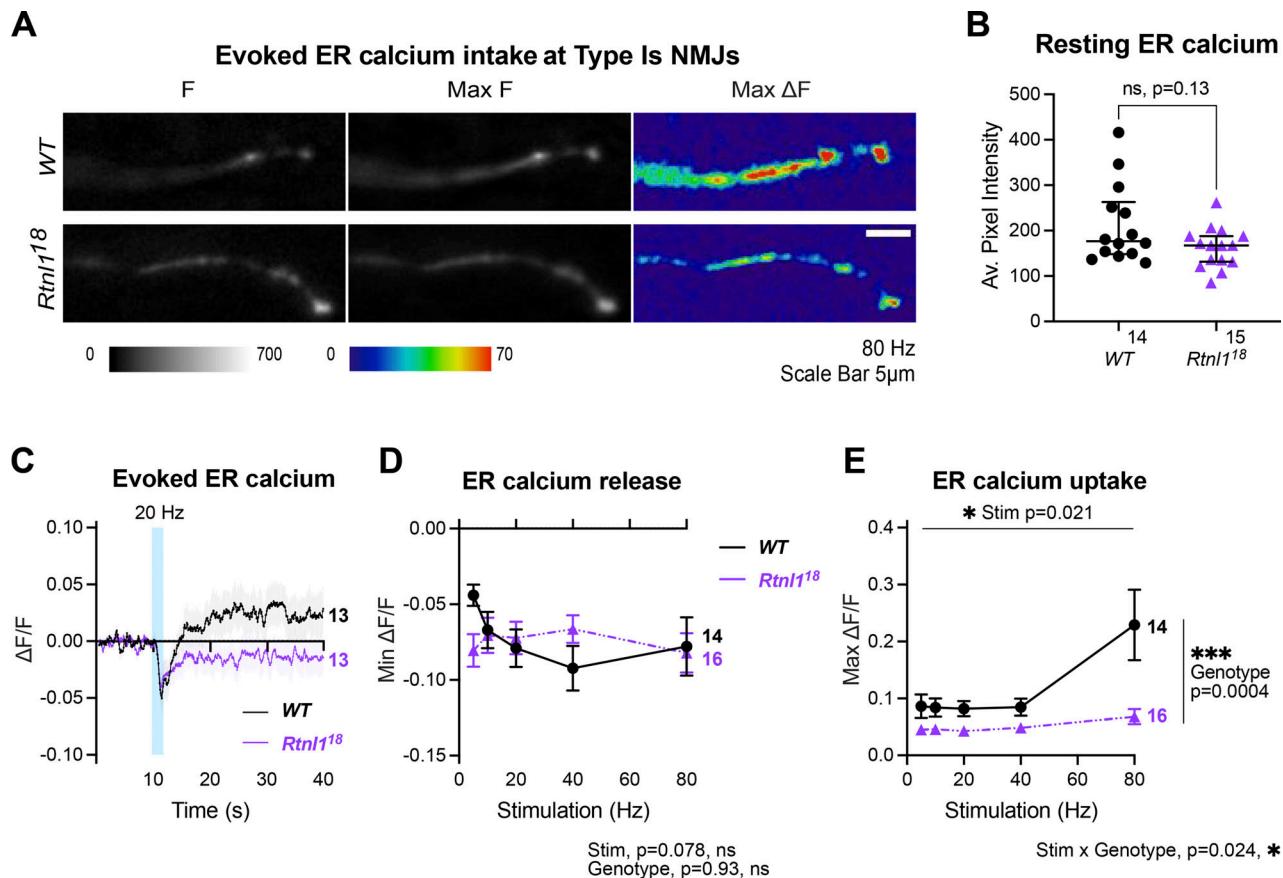 A
Evoked ER calcium intake at Type Is NMJs
F Max F Max ΔF
WT
Rtnl1¹⁸
0 700 0 70
80 Hz
Scale Bar 5µm
B
Resting ER calcium
ns, p=0.13
Av. Pixel Intensity
500
400
300
200
100
0
14 15
WT Rtnl1¹⁸
C
Evoked ER calcium
20 Hz
ΔF/F
0.10
0.05
0.00
-0.05
-0.10
13
13
WT
Rtnl1¹⁸
0 10 20 30 40
Time (s)
D
ER calcium release
Min ΔF/F
0.00
-0.05
-0.10
-0.15
WT
Rtnl1¹⁸
14
16
0 20 40 60 80
Stimulation (Hz)
Stim, p=0.078, ns
Genotype, p=0.93, ns
E
ER calcium uptake
✱ Stim p=0.021
Max ΔF/F
0.4
0.3
0.2
0.1
0.0
14
16
✱✱✱
Genotype
p=0.0004
0 20 40 60 80
Stimulation (Hz)
Stim x Genotype, p=0.024, ✱